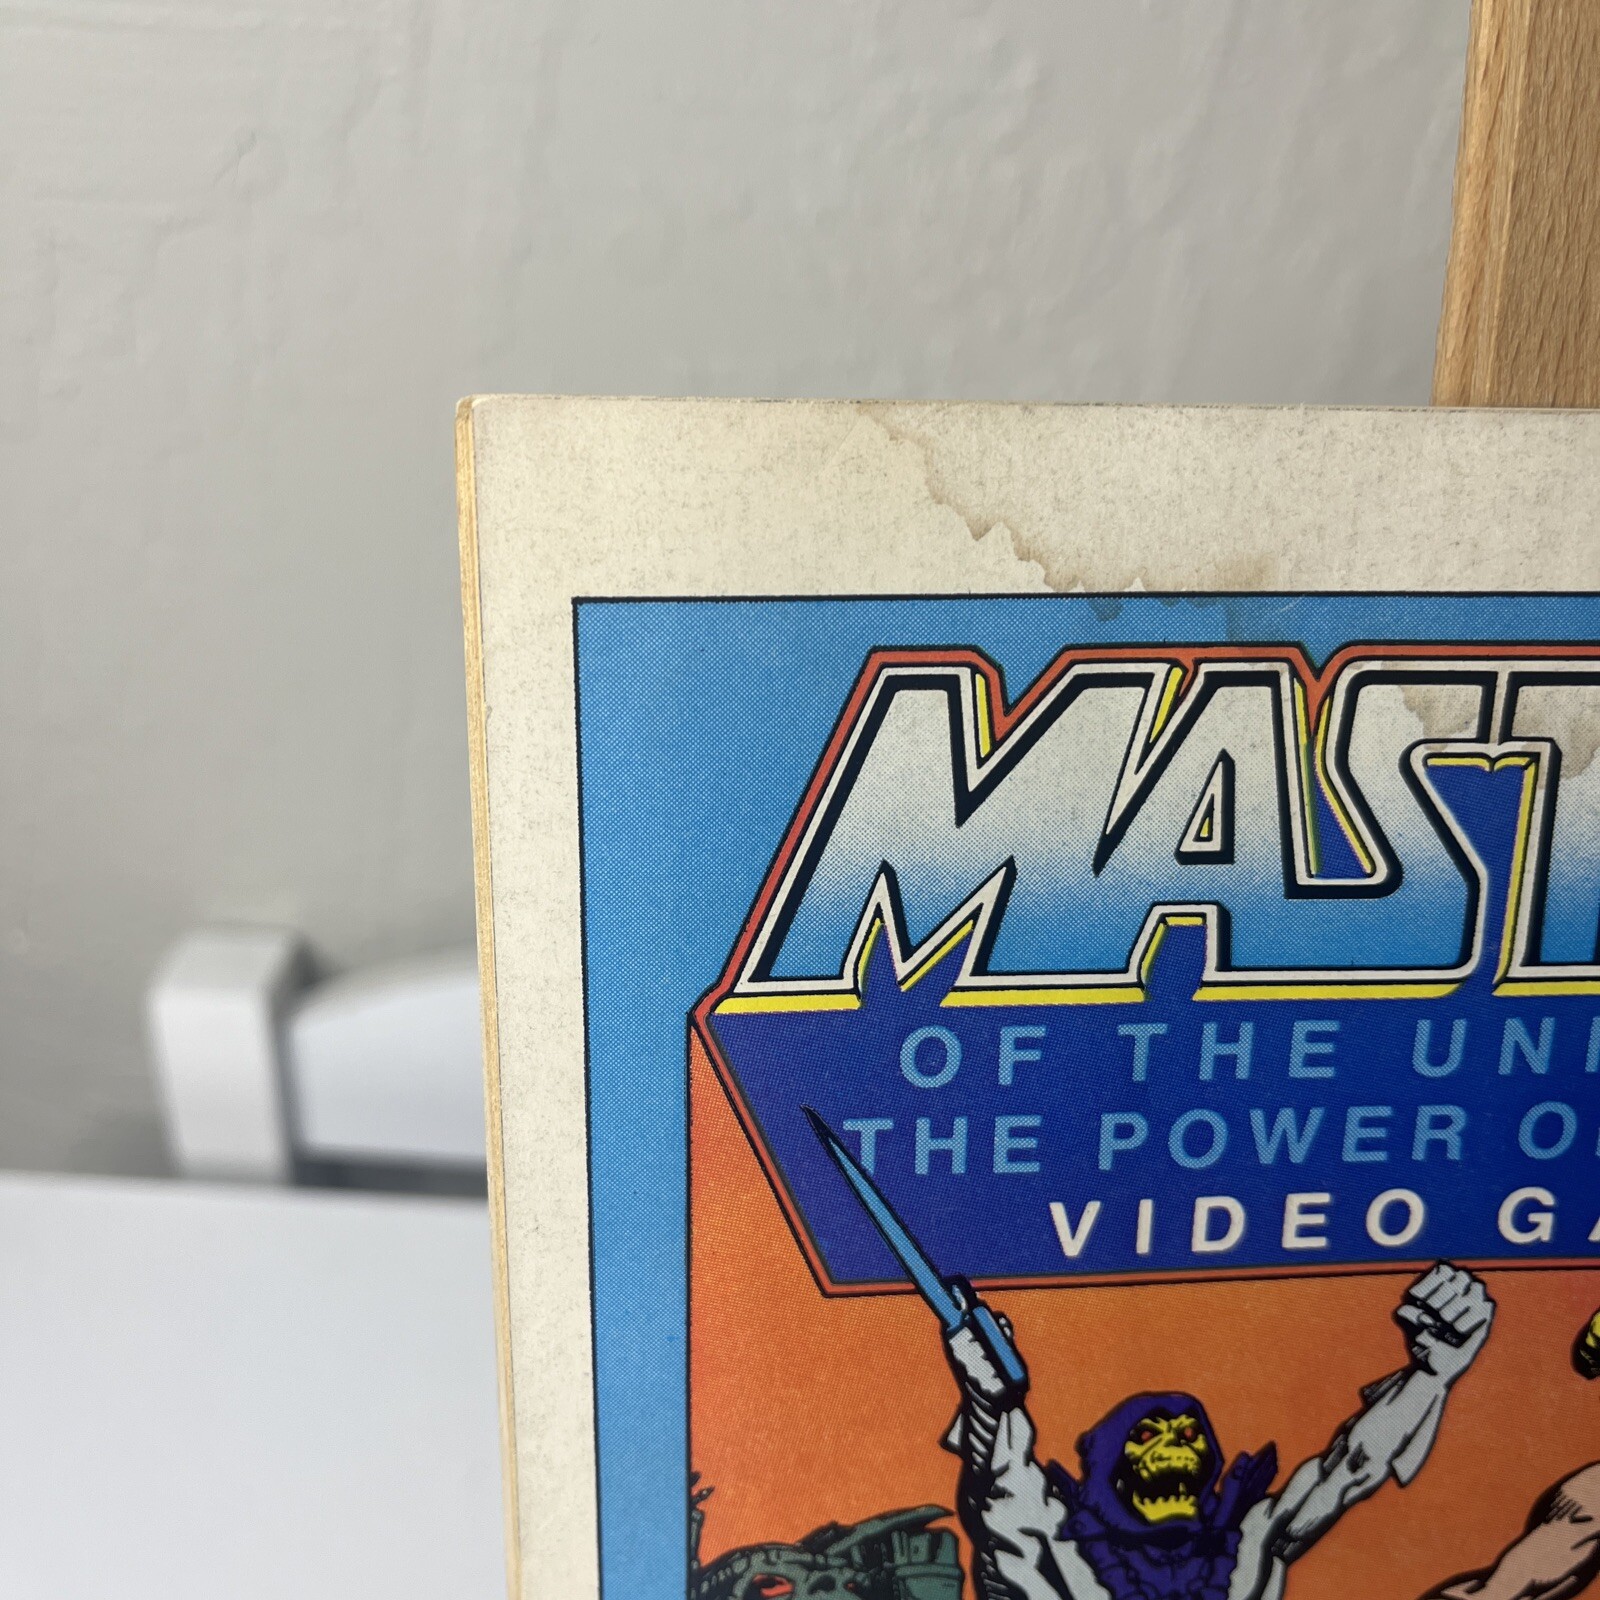 MAST
OF THE UNI
THE POWER O
VIDEO GA